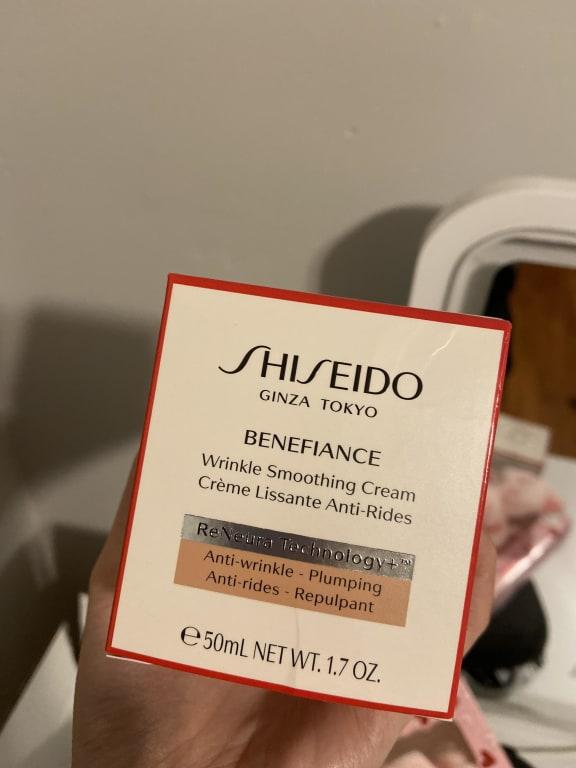 SHISEIDO
GINZA TOKYO
BENEFIANCE
Wrinkle Smoothing Cream
Crème Lissante Anti-Rides
ReNeura Technology+™
Anti-wrinkle - Plumping
Anti-rides - Repulpant
℮50mL NET WT. 1.7 OZ.